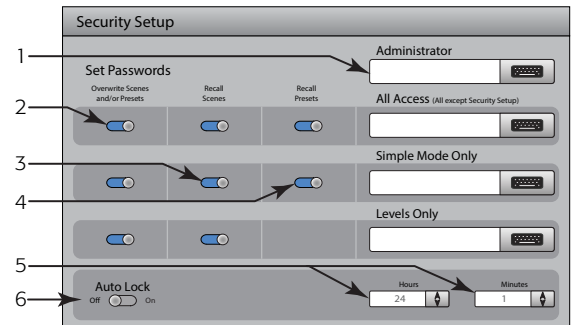 Security Setup
1
Administrator
Set Passwords
Overwrite Scenes
and/or Presets
Recall
Scenes
Recall
Presets
2
All Access (All except Security Setup)
Simple Mode Only
3
4
Levels Only
5
6
Auto Lock
Off
On
Hours
24
Minutes
1